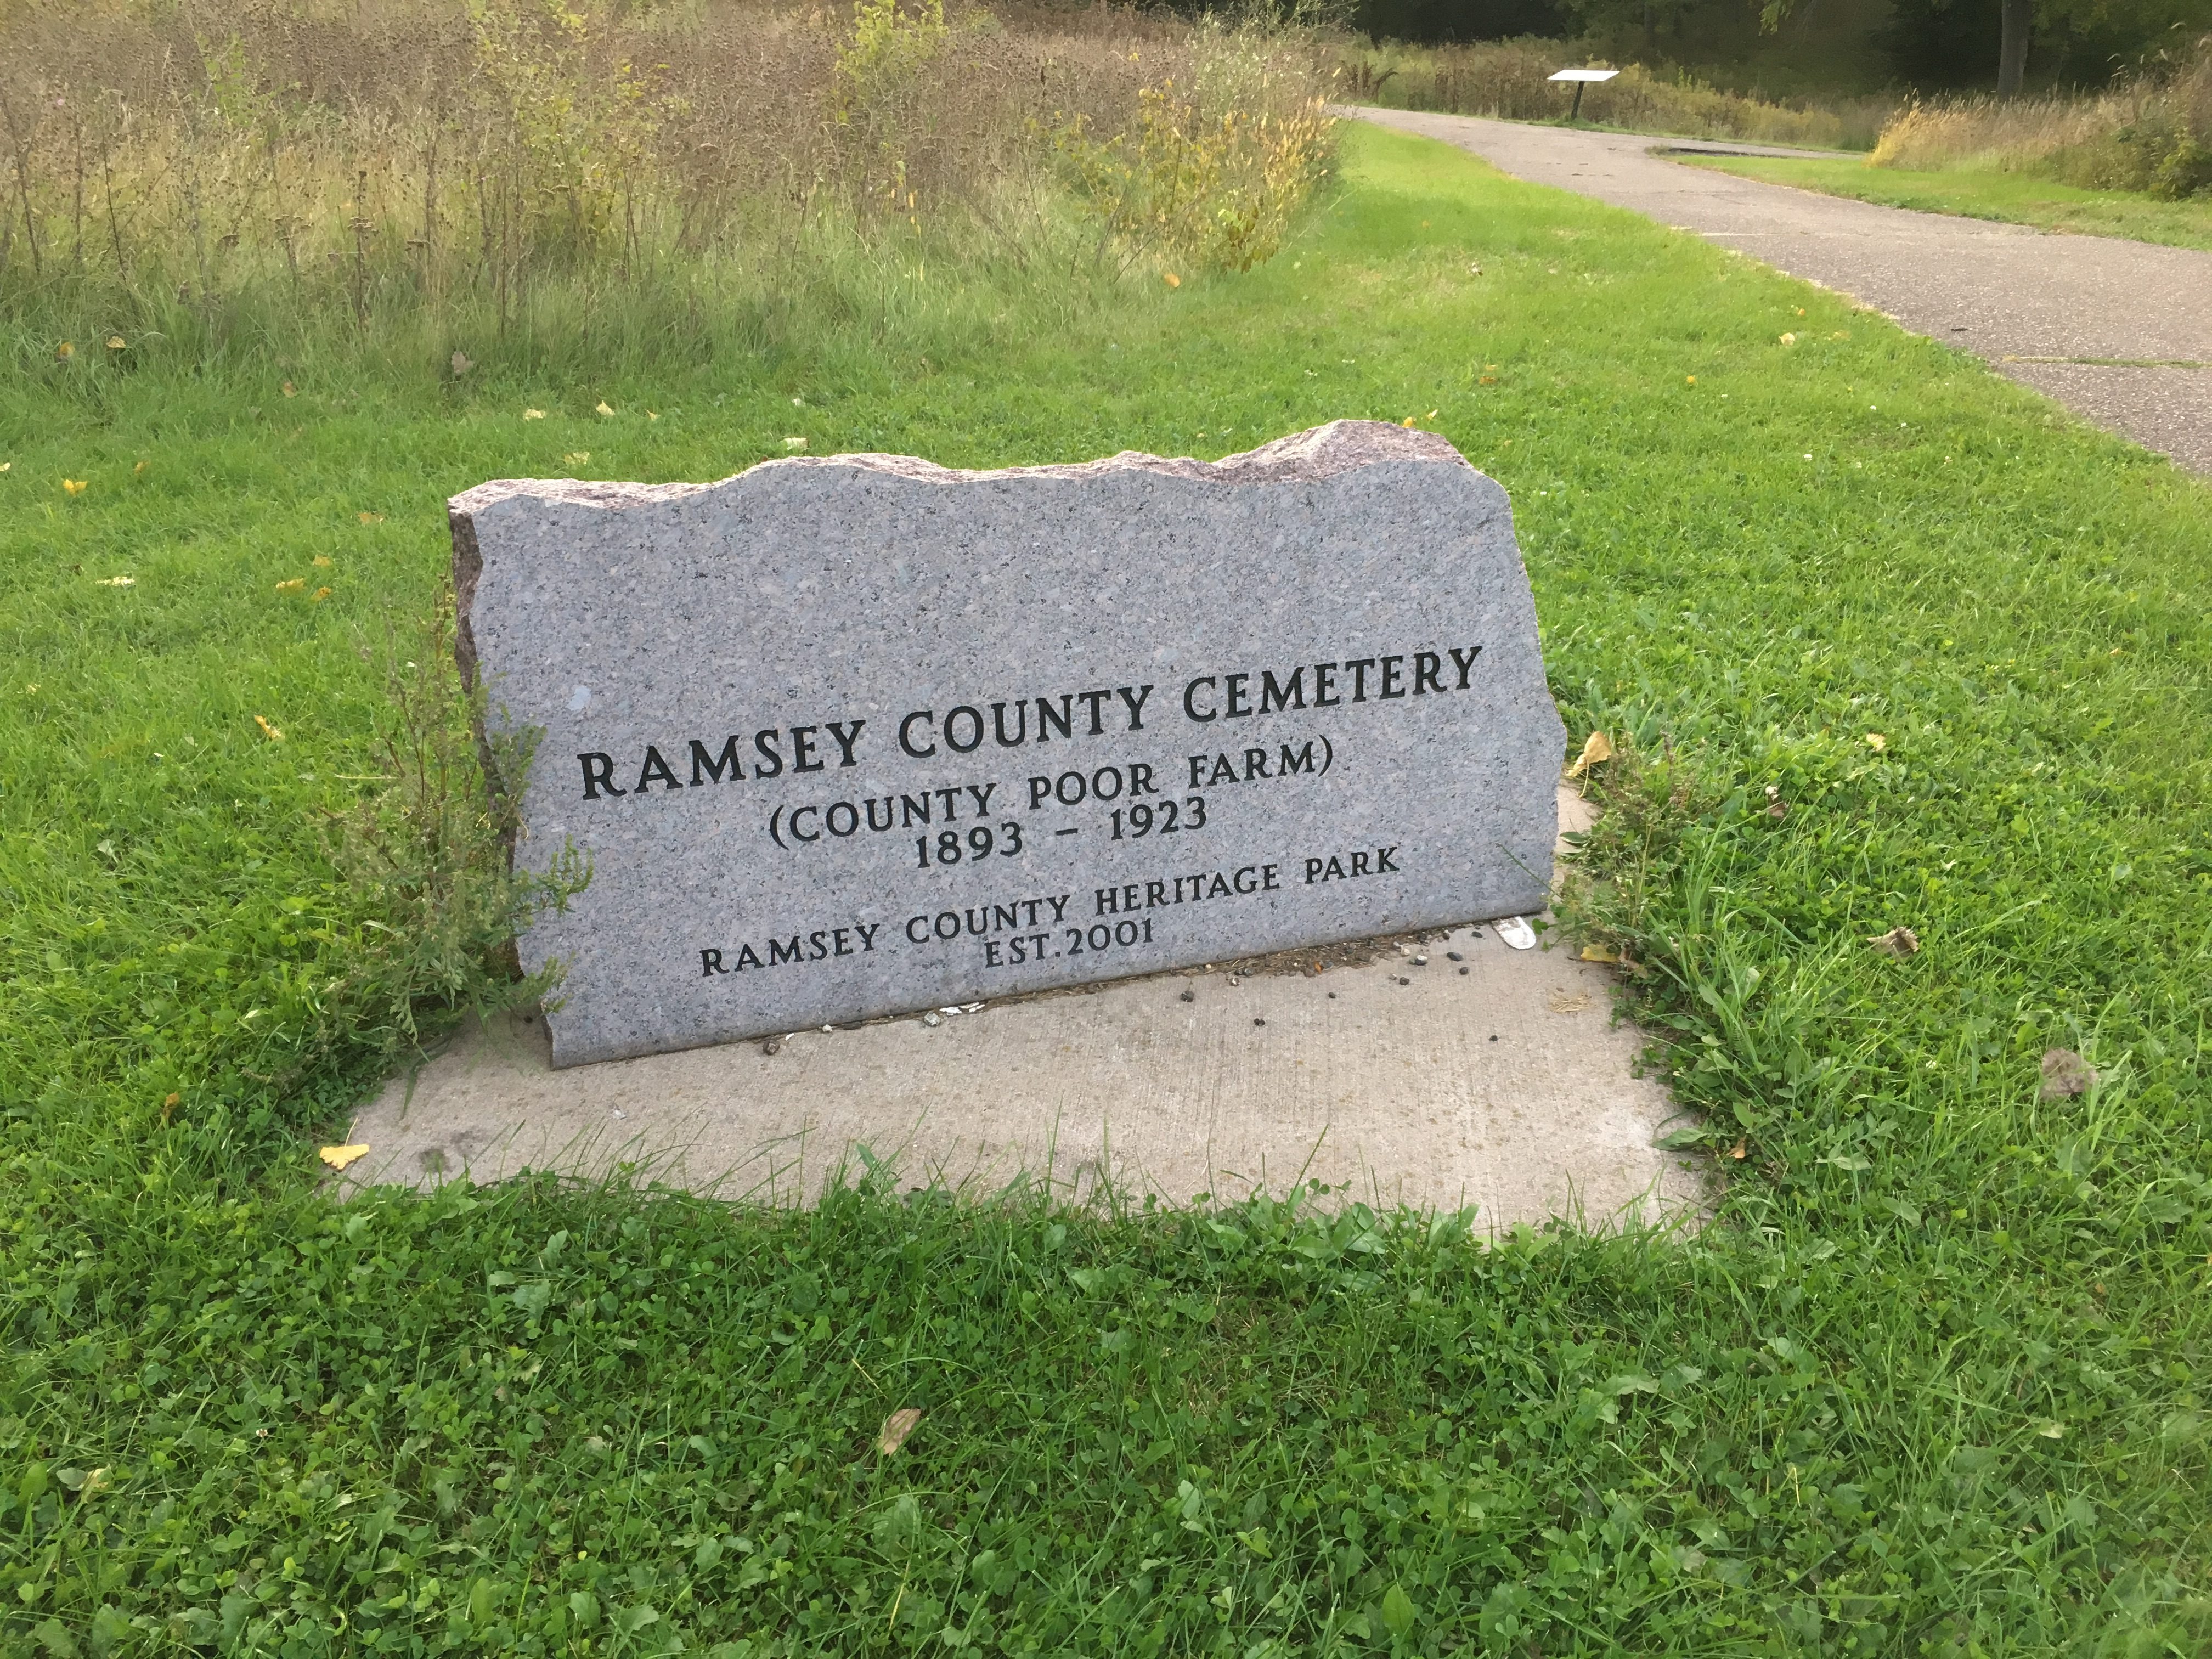 RAMSEY COUNTY CEMETERY
(COUNTY POOR FARM)
1893 – 1923
RAMSEY COUNTY HERITAGE PARK
EST.2001